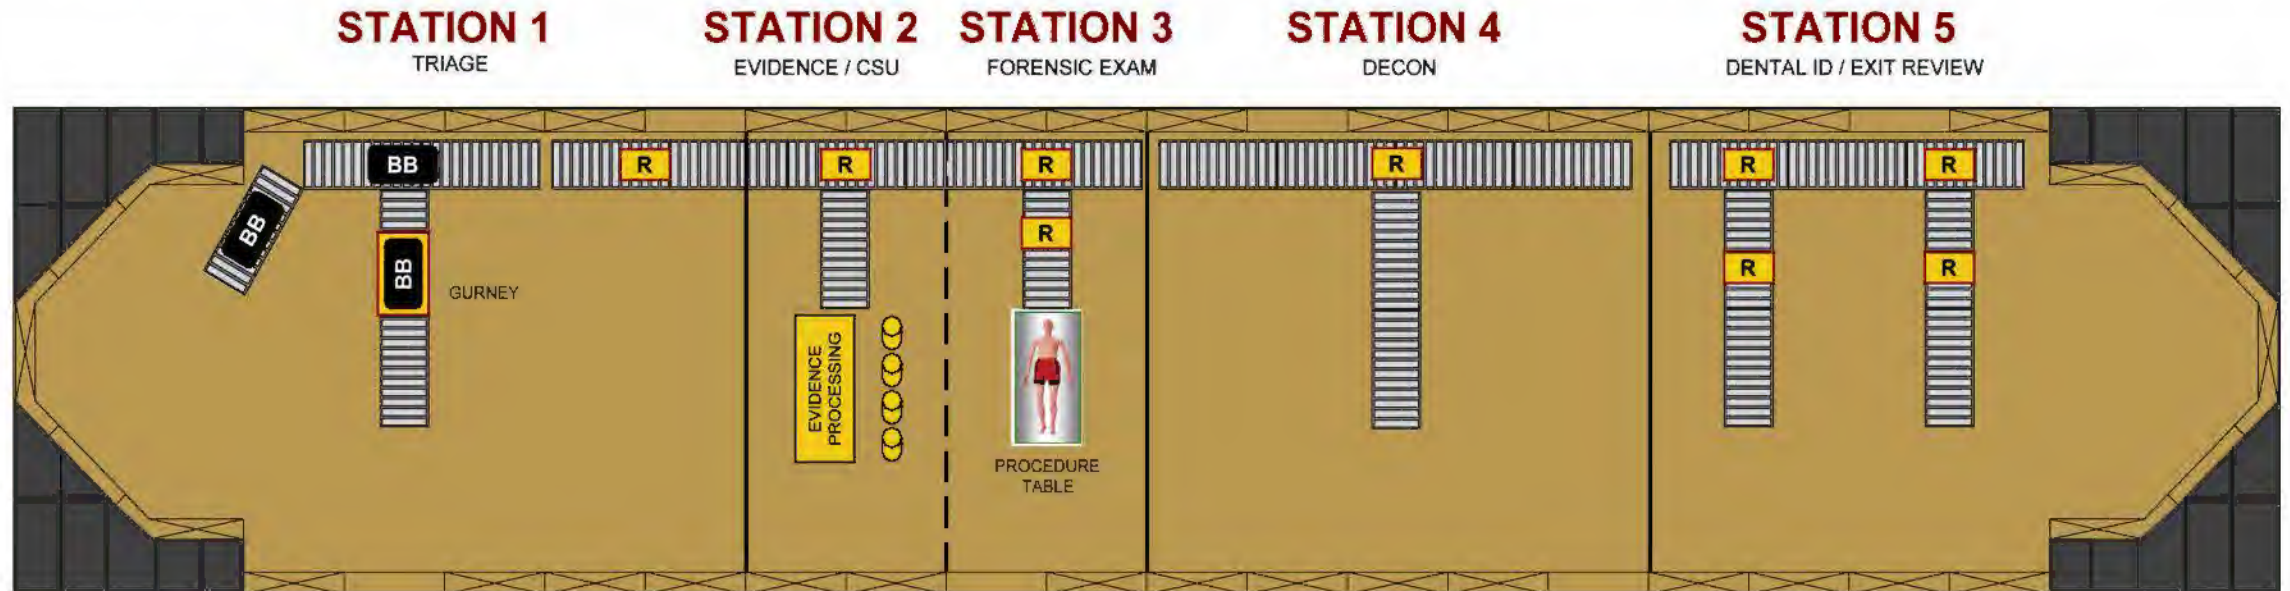 STATION 1
TRIAGE
STATION 2
EVIDENCE / CSU
STATION 3
FORENSIC EXAM
STATION 4
DECON
STATION 5
DENTAL ID / EXIT REVIEW
BB
R
R
R
R
R
R
BB
R
BB
R
R
GURNEY
EVIDENCE
PROCESSING
PROCEDURE
TABLE